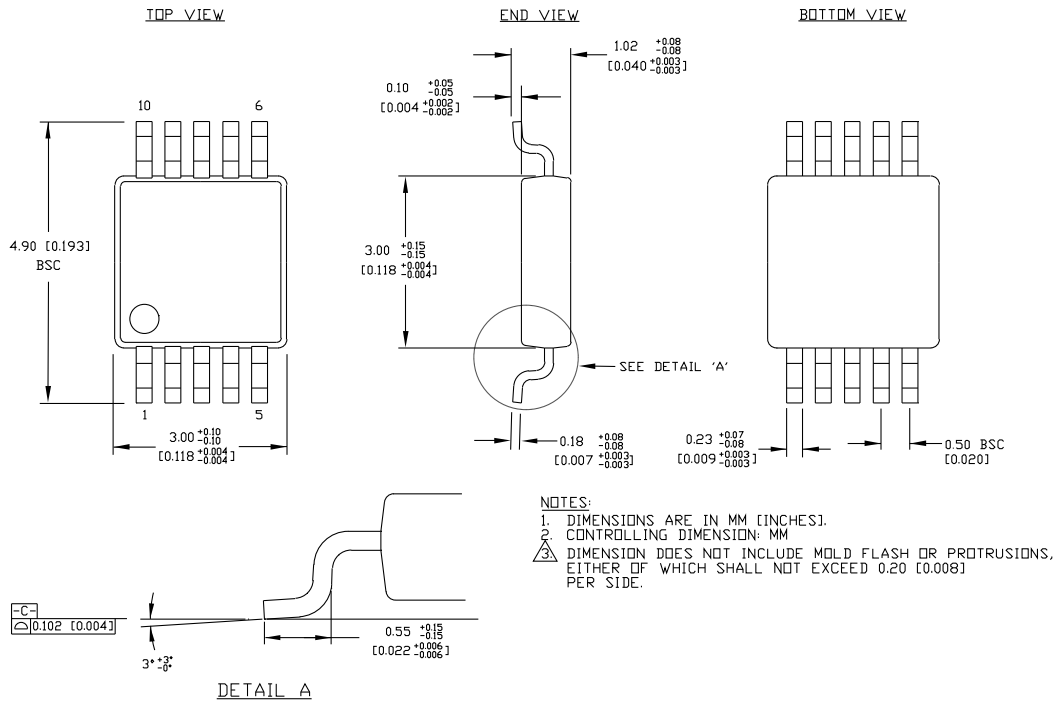 TOP VIEW
END VIEW
BOTTOM VIEW
1.02 +0.08 -0.08
[0.040 +0.003 -0.003]
0.10 +0.05 -0.05
[0.004 +0.002 -0.002]
10
6
4.90 [0.193]
BSC
3.00 +0.15 -0.15
[0.118 +0.004 -0.004]
SEE DETAIL 'A'
1
5
3.00 +0.10 -0.10
[0.118 +0.004 -0.004]
0.18 +0.08 -0.08
[0.007 +0.003 -0.003]
0.23 +0.07 -0.08
[0.009 +0.003 -0.003]
0.50 BSC
[0.020]
NOTES:
1. DIMENSIONS ARE IN MM [INCHES].
2. CONTROLLING DIMENSION: MM
3. DIMENSION DOES NOT INCLUDE MOLD FLASH OR PROTRUSIONS,
EITHER OF WHICH SHALL NOT EXCEED 0.20 [0.008]
PER SIDE.
-C-
⌓ 0.102 [0.004]
3° +3° -0°
0.55 +0.15 -0.15
[0.022 +0.006 -0.006]
DETAIL A